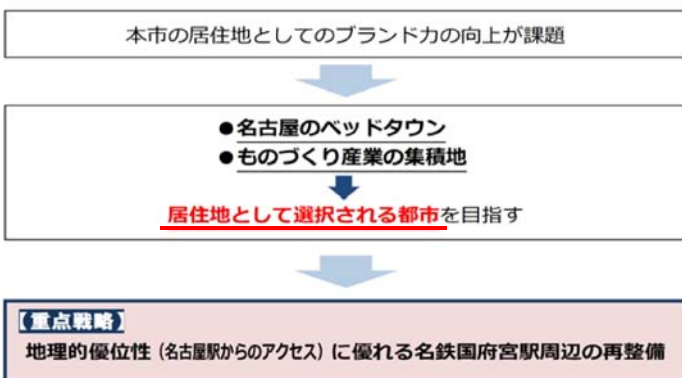 本市の居住地としてのブランド力の向上が課題
●名古屋のベッドタウン
●ものづくり産業の集積地
居住地として選択される都市を目指す
【重点戦略】
地理的優位性（名古屋駅からのアクセス）に優れる名鉄国府宮駅周辺の再整備